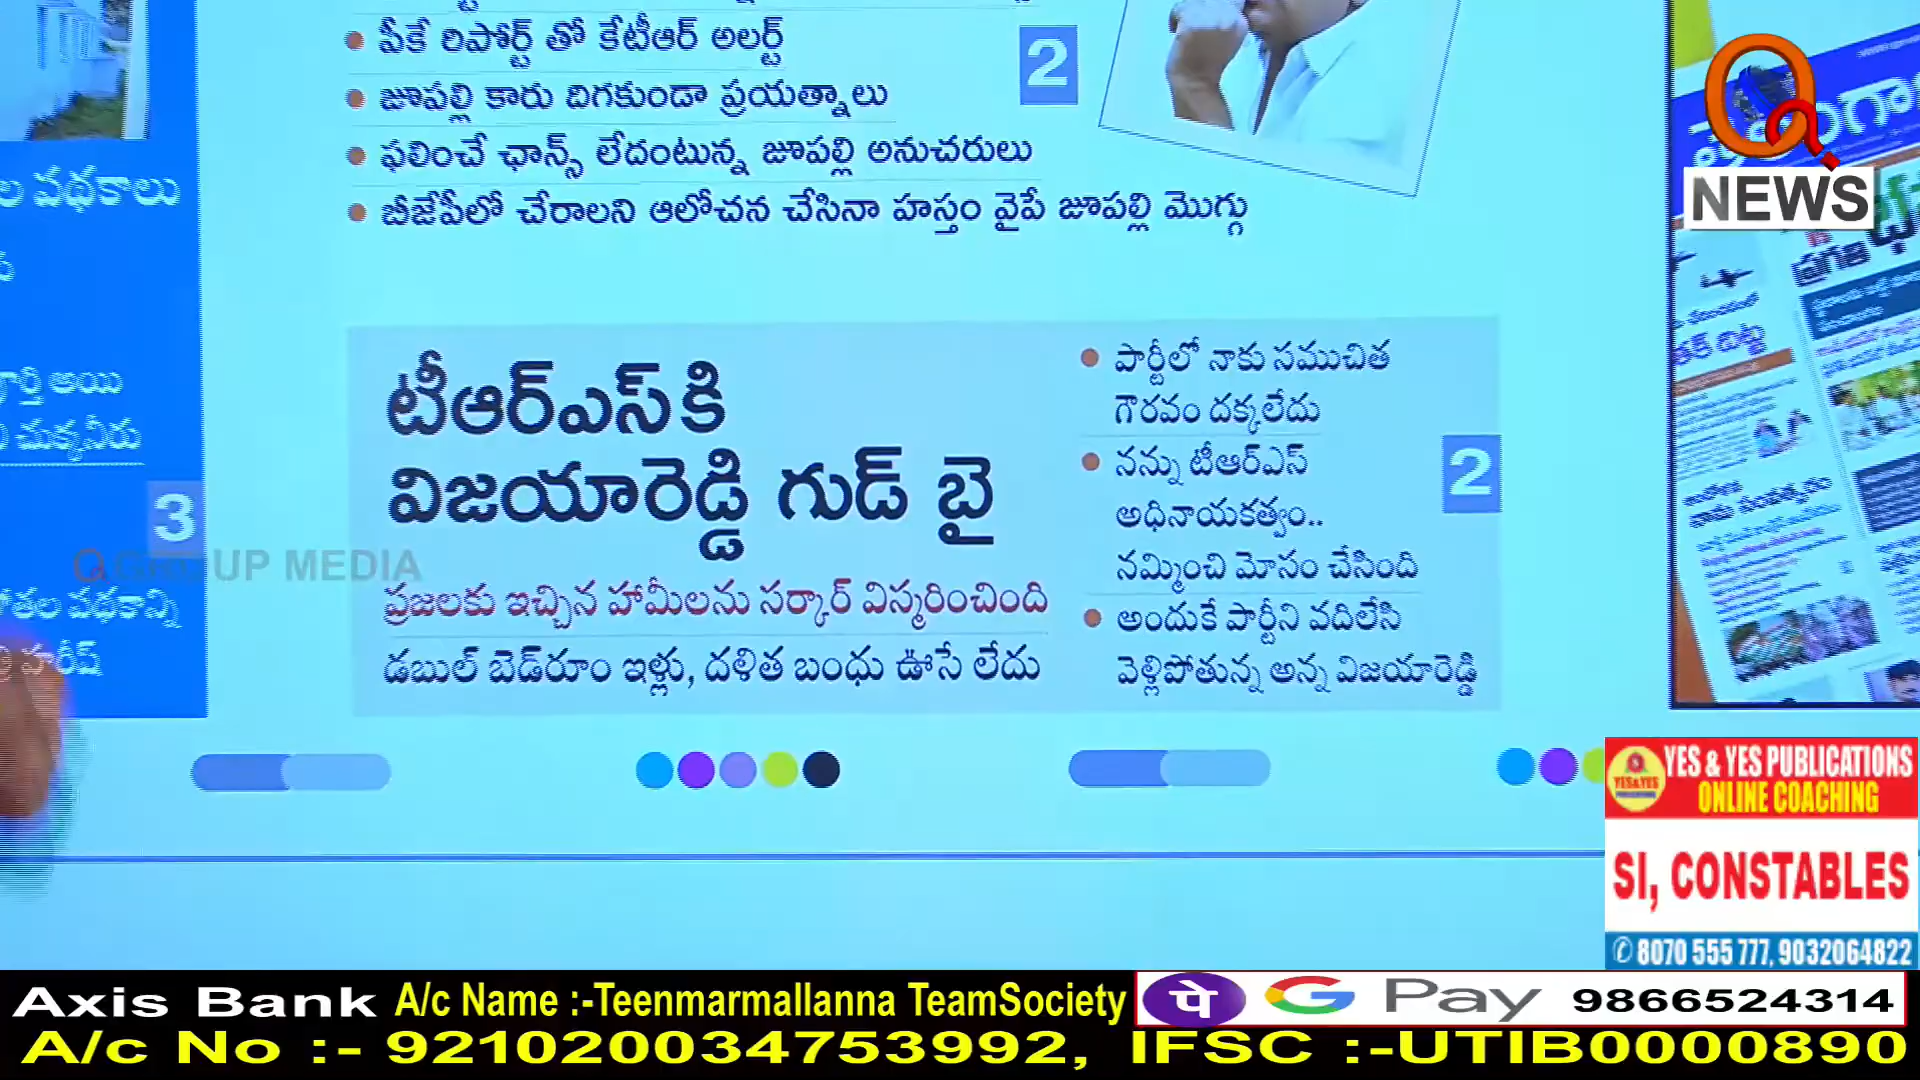 పీకే రిపోర్ట్ తో కేటీఆర్ అలర్ట్
జూపల్లి కారు దిగకుండా ప్రయత్నాలు
ఫలించే ఛాన్స్ లేదంటున్న జూపల్లి అనుచరులు
బీజేపీలో చేరాలని ఆలోచన చేసినా హస్తం వైపే జూపల్లి మొగ్గు
2
NEWS
ల పథకాలు
చుక్కనీరు
3
GROUP MEDIA
టీఆర్ఎస్‌కి
విజయారెడ్డి గుడ్ బై
ప్రజలకు ఇచ్చిన హామీలను సర్కార్ విస్మరించింది
డబుల్ బెడ్‌రూం ఇళ్లు, దళిత బంధు ఊసే లేదు
పార్టీలో నాకు సముచిత
గౌరవం దక్కలేదు
నన్ను టీఆర్ఎస్
అధినాయకత్వం..
నమ్మించి మోసం చేసింది
అందుకే పార్టీని వదిలేసి
వెళ్లిపోతున్న అన్న విజయారెడ్డి
2
YES & YES PUBLICATIONS
ONLINE COACHING
SI, CONSTABLES
8070 555 777, 9032064822
Axis Bank A/c Name :-Teenmarmallanna TeamSociety
पे G Pay 9866524314
A/c No :- 921020034753992, IFSC :-UTIB0000890